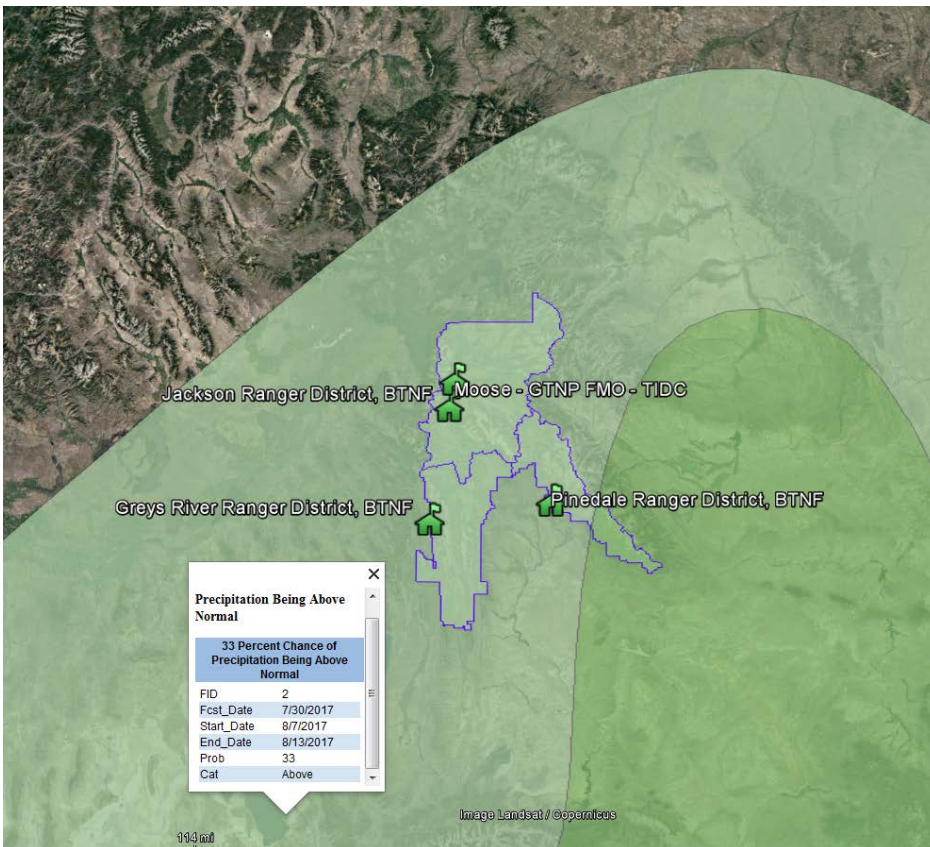 Jackson Ranger District, BTNF
Moose - GTNP FMO - TIDC
Greys River Ranger District, BTNF
Pinedale Ranger District, BTNF
Precipitation Being Above
Normal
33 Percent Chance of
Precipitation Being Above
Normal
FID 2
Fcst_Date 7/30/2017
Start_Date 8/7/2017
End_Date 8/13/2017
Prob 33
Cat Above
Image Landsat / Copernicus
114 mi